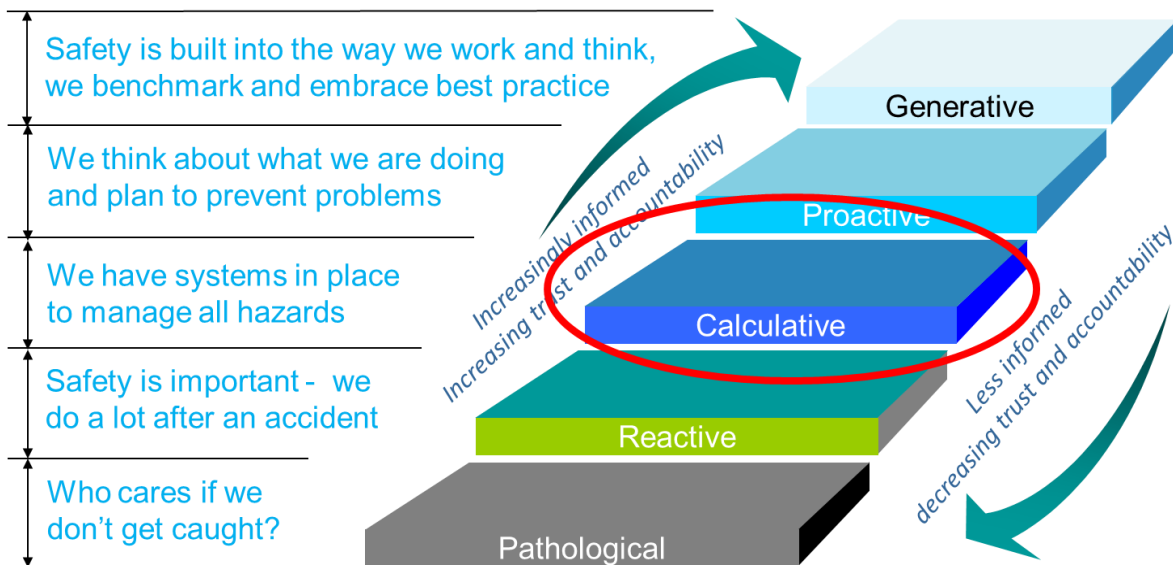 Safety is built into the way we work and think,
we benchmark and embrace best practice
Generative
We think about what we are doing
and plan to prevent problems
Proactive
Increasingly informed
Increasing trust and accountability
We have systems in place
to manage all hazards
Calculative
Less informed
decreasing trust and accountability
Safety is important - we
do a lot after an accident
Reactive
Who cares if we
don’t get caught?
Pathological